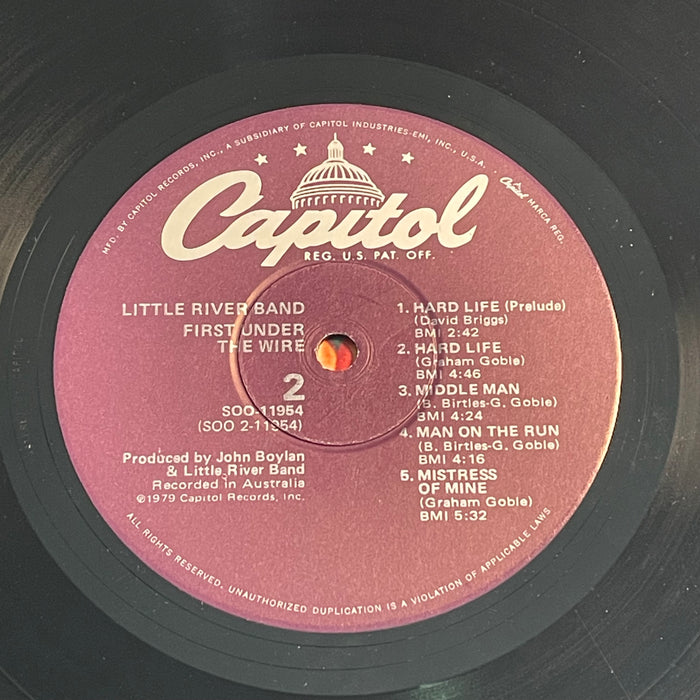 MFD. BY CAPITOL RECORDS, INC., A SUBSIDIARY OF CAPITOL INDUSTRIES-EMI, INC., U.S.A.
Capitol MARCA REG.
Capitol
REG. U.S. PAT. OFF.
LITTLE RIVER BAND
FIRST UNDER
THE WIRE
2
SOO-11954
(SOO 2-11954)
Produced by John Boylan
& Little River Band
Recorded in Australia
℗1979 Capitol Records, Inc.
1. HARD LIFE (Prelude)
(David Briggs)
BMI 2:42
2. HARD LIFE
(Graham Goble)
BMI 4:46
3. MIDDLE MAN
(B. Birtles-G. Goble)
BMI 4:24
4. MAN ON THE RUN
(B. Birtles-G. Goble)
BMI 4:16
5. MISTRESS
OF MINE
(Graham Goble)
BMI 5:32
ALL RIGHTS RESERVED. UNAUTHORIZED DUPLICATION IS A VIOLATION OF APPLICABLE LAWS